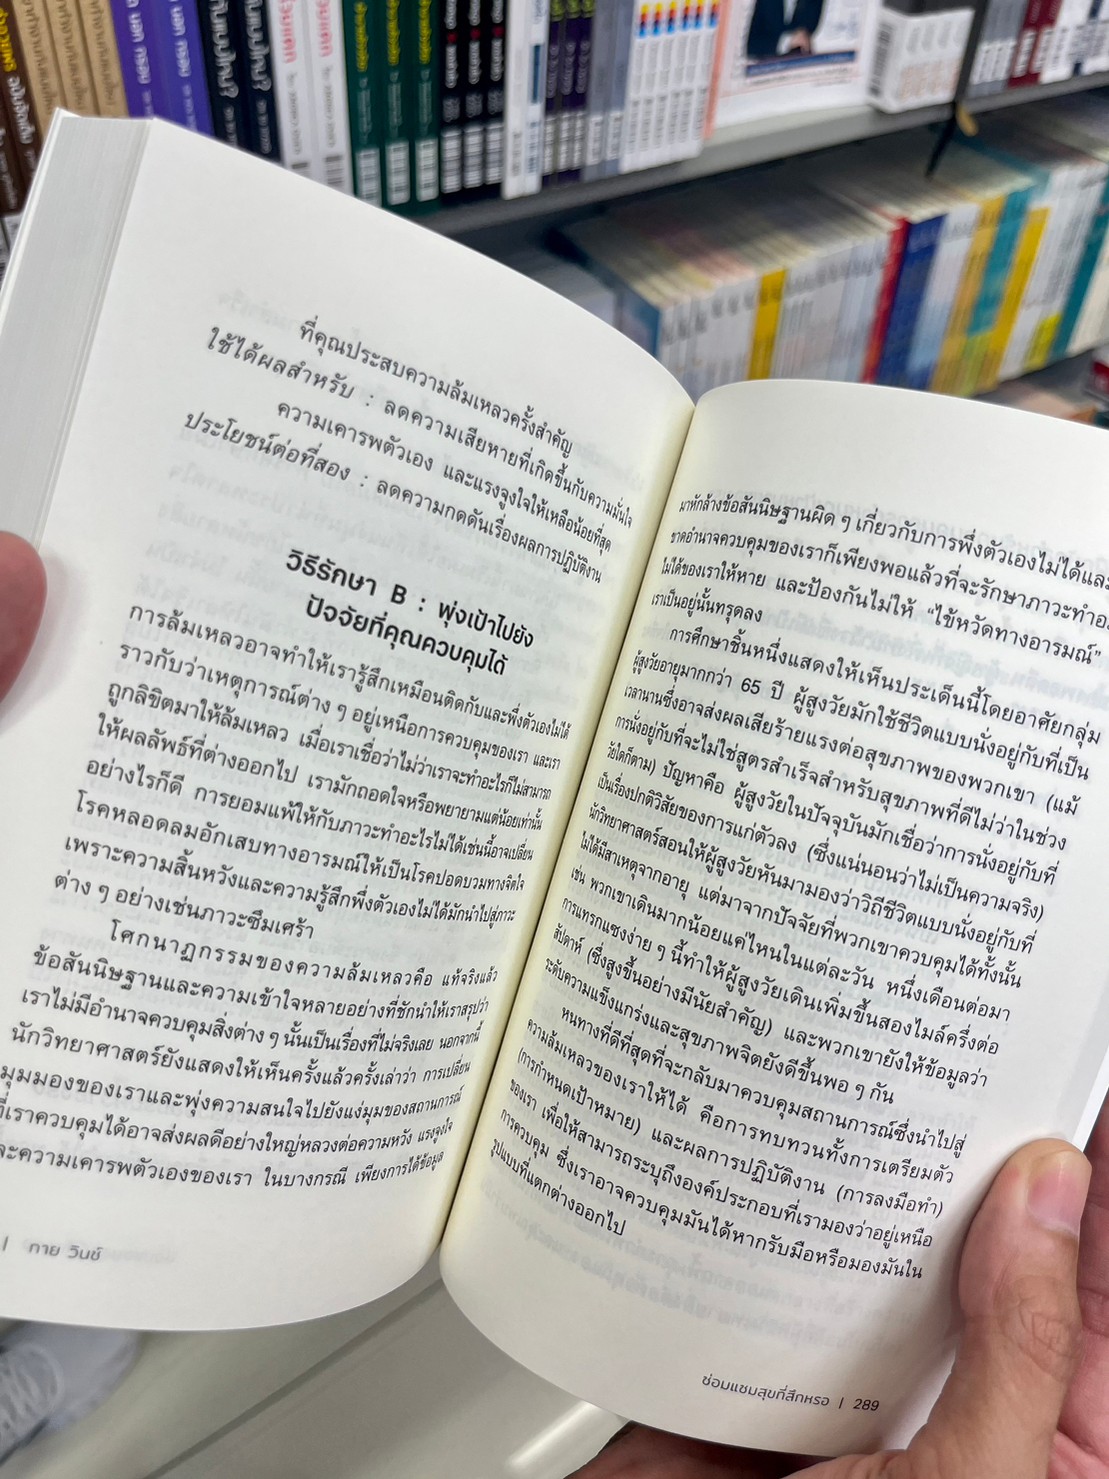 ที่คุณประสบความล้มเหลวครั้งสำคัญ
ใช้ได้ผลสำหรับ : ลดความเสียหายที่เกิดขึ้นกับความมั่นใจ
ความเคารพตัวเอง และแรงจูงใจให้เหลือน้อยที่สุด
ประโยชน์ต่อที่สอง : ลดความกดดันเรื่องผลการปฏิบัติงาน
วิธีรักษา B : พุ่งเป้าไปยัง
ปัจจัยที่คุณควบคุมได้
การล้มเหลวอาจทำให้เรารู้สึกเหมือนติดกับและพึ่งตัวเองไม่ได้
ราวกับว่าเหตุการณ์ต่าง ๆ อยู่เหนือการควบคุมของเรา และเรา
ถูกลิขิตมาให้ล้มเหลว เมื่อเราเชื่อว่าไม่ว่าเราจะทำอะไรก็ไม่สามารถ
ให้ผลลัพธ์ที่ต่างออกไป เรามักถอดใจหรือพยายามแต่น้อยเท่านั้น
อย่างไรก็ดี การยอมแพ้ให้กับภาวะทำอะไรไม่ได้เช่นนี้อาจเปลี่ยน
โรคหลอดลมอักเสบทางอารมณ์ให้เป็นโรคปอดบวมทางจิตใจ
เพราะความสิ้นหวังและความรู้สึกพึ่งตัวเองไม่ได้มักนำไปสู่ภาวะ
ต่าง ๆ อย่างเช่นภาวะซึมเศร้า
โศกนาฏกรรมของความล้มเหลวคือ แท้จริงแล้ว
ข้อสันนิษฐานและความเข้าใจหลายอย่างที่ชักนำให้เราสรุปว่า
เราไม่มีอำนาจควบคุมสิ่งต่าง ๆ นั้นเป็นเรื่องที่ไม่จริงเลย นอกจากนี้
นักวิทยาศาสตร์ยังแสดงให้เห็นครั้งแล้วครั้งเล่าว่า การเปลี่ยน
มุมมองของเราและพุ่งความสนใจไปยังแง่มุมของสถานการณ์
ที่เราควบคุมได้อาจส่งผลดีอย่างใหญ่หลวงต่อความหวัง แรงจูงใจ
และความเคารพตัวเองของเรา ในบางกรณี เพียงการได้ข้อมูล
| กาย วินช์
มาหักล้างข้อสันนิษฐานผิด ๆ เกี่ยวกับการพึ่งตัวเองไม่ได้และ
ขาดอำนาจควบคุมของเราก็เพียงพอแล้วที่จะรักษาภาวะทำอะไร
ไม่ได้ของเราให้หาย และป้องกันไม่ให้ “ไข้หวัดทางอารมณ์”
เราเป็นอยู่นั้นทรุดลง
การศึกษาชิ้นหนึ่งแสดงให้เห็นประเด็นนี้โดยอาศัยกลุ่ม
ผู้สูงวัยอายุมากกว่า 65 ปี ผู้สูงวัยมักใช้ชีวิตแบบนั่งอยู่กับที่เป็น
เวลานานซึ่งอาจส่งผลเสียร้ายแรงต่อสุขภาพของพวกเขา (แม้
การนั่งอยู่กับที่จะไม่ใช่สูตรสำเร็จสำหรับสุขภาพที่ดีไม่ว่าในช่วง
วัยใดก็ตาม) ปัญหาคือ ผู้สูงวัยในปัจจุบันมักเชื่อว่าการนั่งอยู่กับที่
เป็นเรื่องปกติวิสัยของการแก่ตัวลง (ซึ่งแน่นอนว่าไม่เป็นความจริง)
นักวิทยาศาสตร์สอนให้ผู้สูงวัยหันมามองว่าวิถีชีวิตแบบนั่งอยู่กับที่
ไม่ได้มีสาเหตุจากอายุ แต่มาจากปัจจัยที่พวกเขาควบคุมได้ทั้งนั้น
เช่น พวกเขาเดินมากน้อยแค่ไหนในแต่ละวัน หนึ่งเดือนต่อมา
การแทรกแซงง่าย ๆ นี้ทำให้ผู้สูงวัยเดินเพิ่มขึ้นสองไมล์ครึ่งต่อ
สัปดาห์ (ซึ่งสูงขึ้นอย่างมีนัยสำคัญ) และพวกเขายังให้ข้อมูลว่า
ระดับความแข็งแกร่งและสุขภาพจิตยังดีขึ้นพอ ๆ กัน
หนทางที่ดีที่สุดที่จะกลับมาควบคุมสถานการณ์ซึ่งนำไปสู่
ความล้มเหลวของเราให้ได้ คือการทบทวนทั้งการเตรียมตัว
(การกำหนดเป้าหมาย) และผลการปฏิบัติงาน (การลงมือทำ)
ของเรา เพื่อให้สามารถระบุถึงองค์ประกอบที่เรามองว่าอยู่เหนือ
การควบคุม ซึ่งเราอาจควบคุมมันได้หากรับมือหรือมองมันใน
รูปแบบที่แตกต่างออกไป
ซ่อมแซมสุขที่สึกหรอ | 289